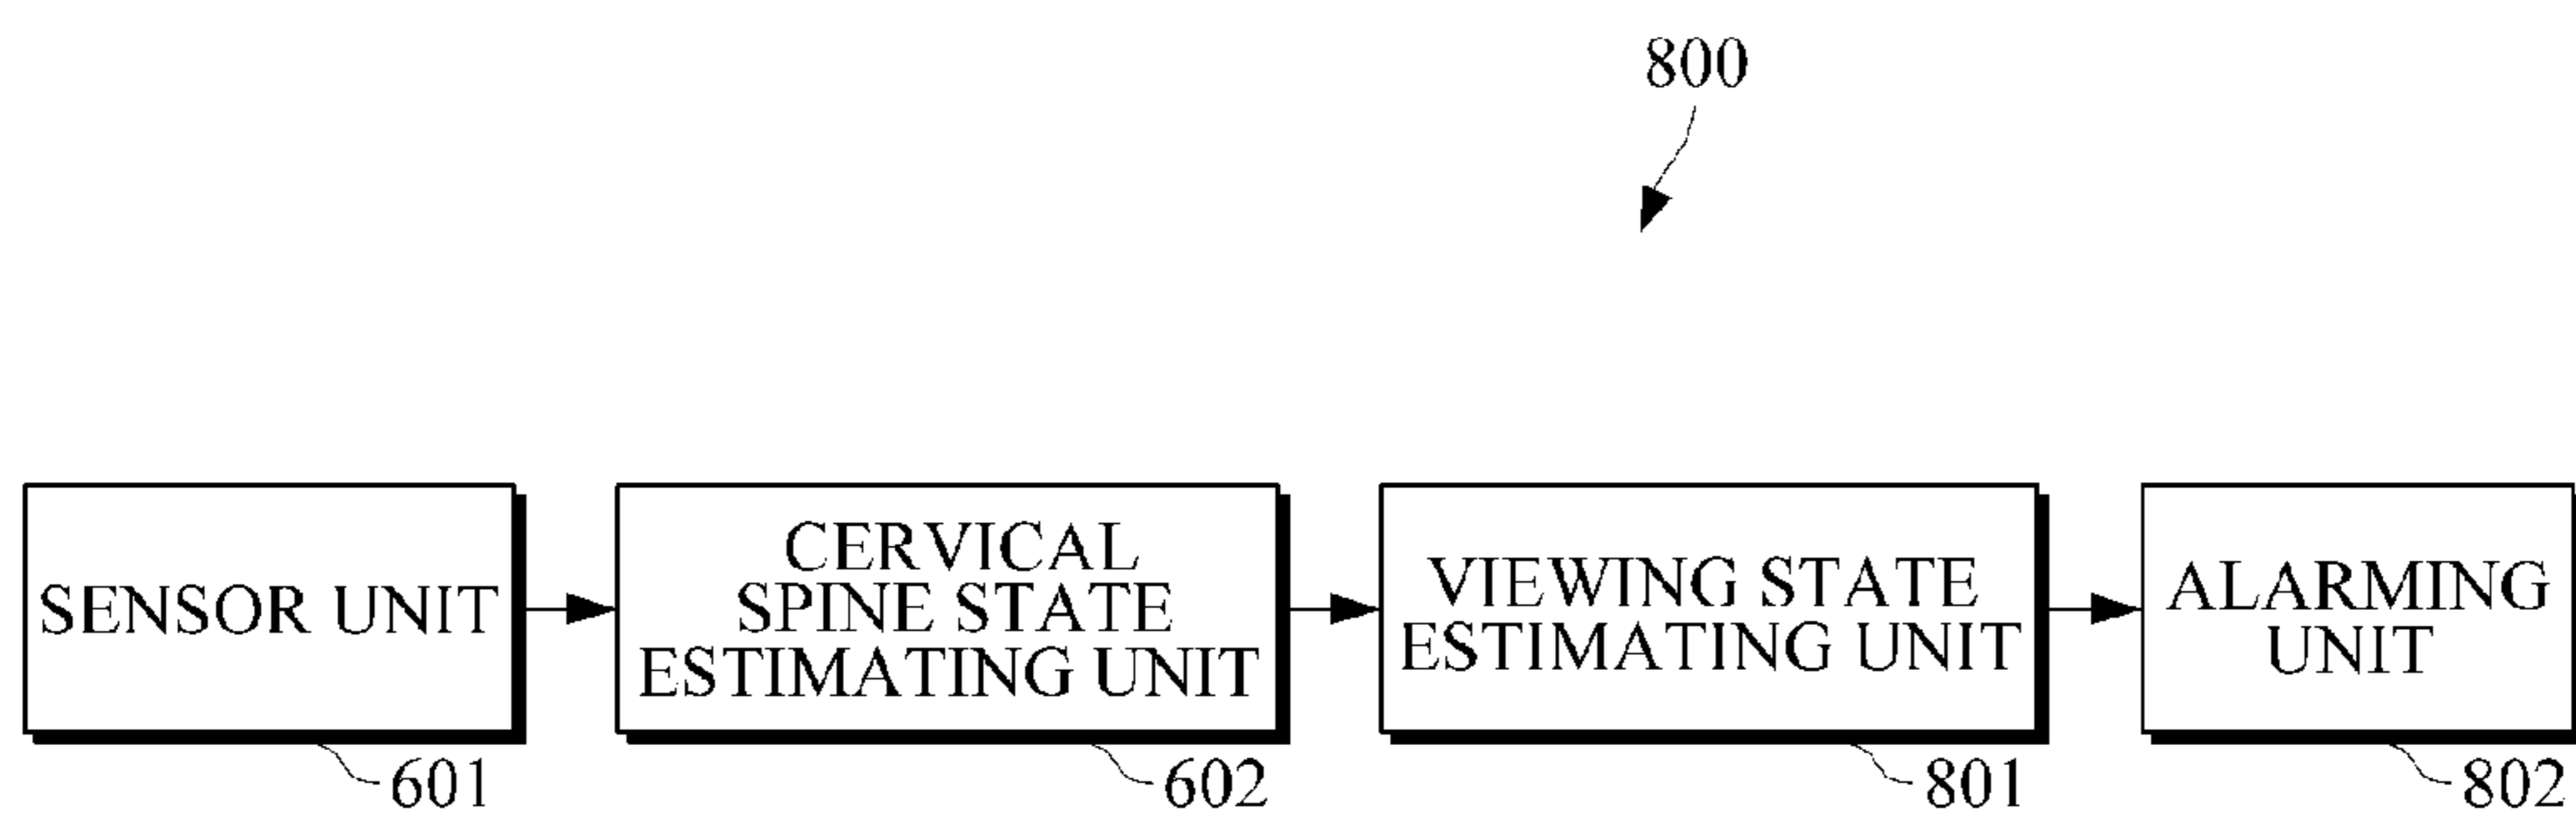 800
SENSOR UNIT
CERVICAL
SPINE STATE
ESTIMATING UNIT
VIEWING STATE
ESTIMATING UNIT
ALARMING
UNIT
601
602
801
802